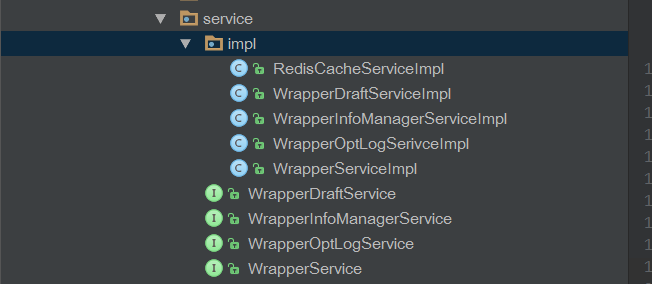 service
impl
RedisCacheServiceImpl
WrapperDraftServiceImpl
WrapperInfoManagerServiceImpl
WrapperOptLogSerivceImpl
WrapperServiceImpl
WrapperDraftService
WrapperInfoManagerService
WrapperOptLogService
WrapperService